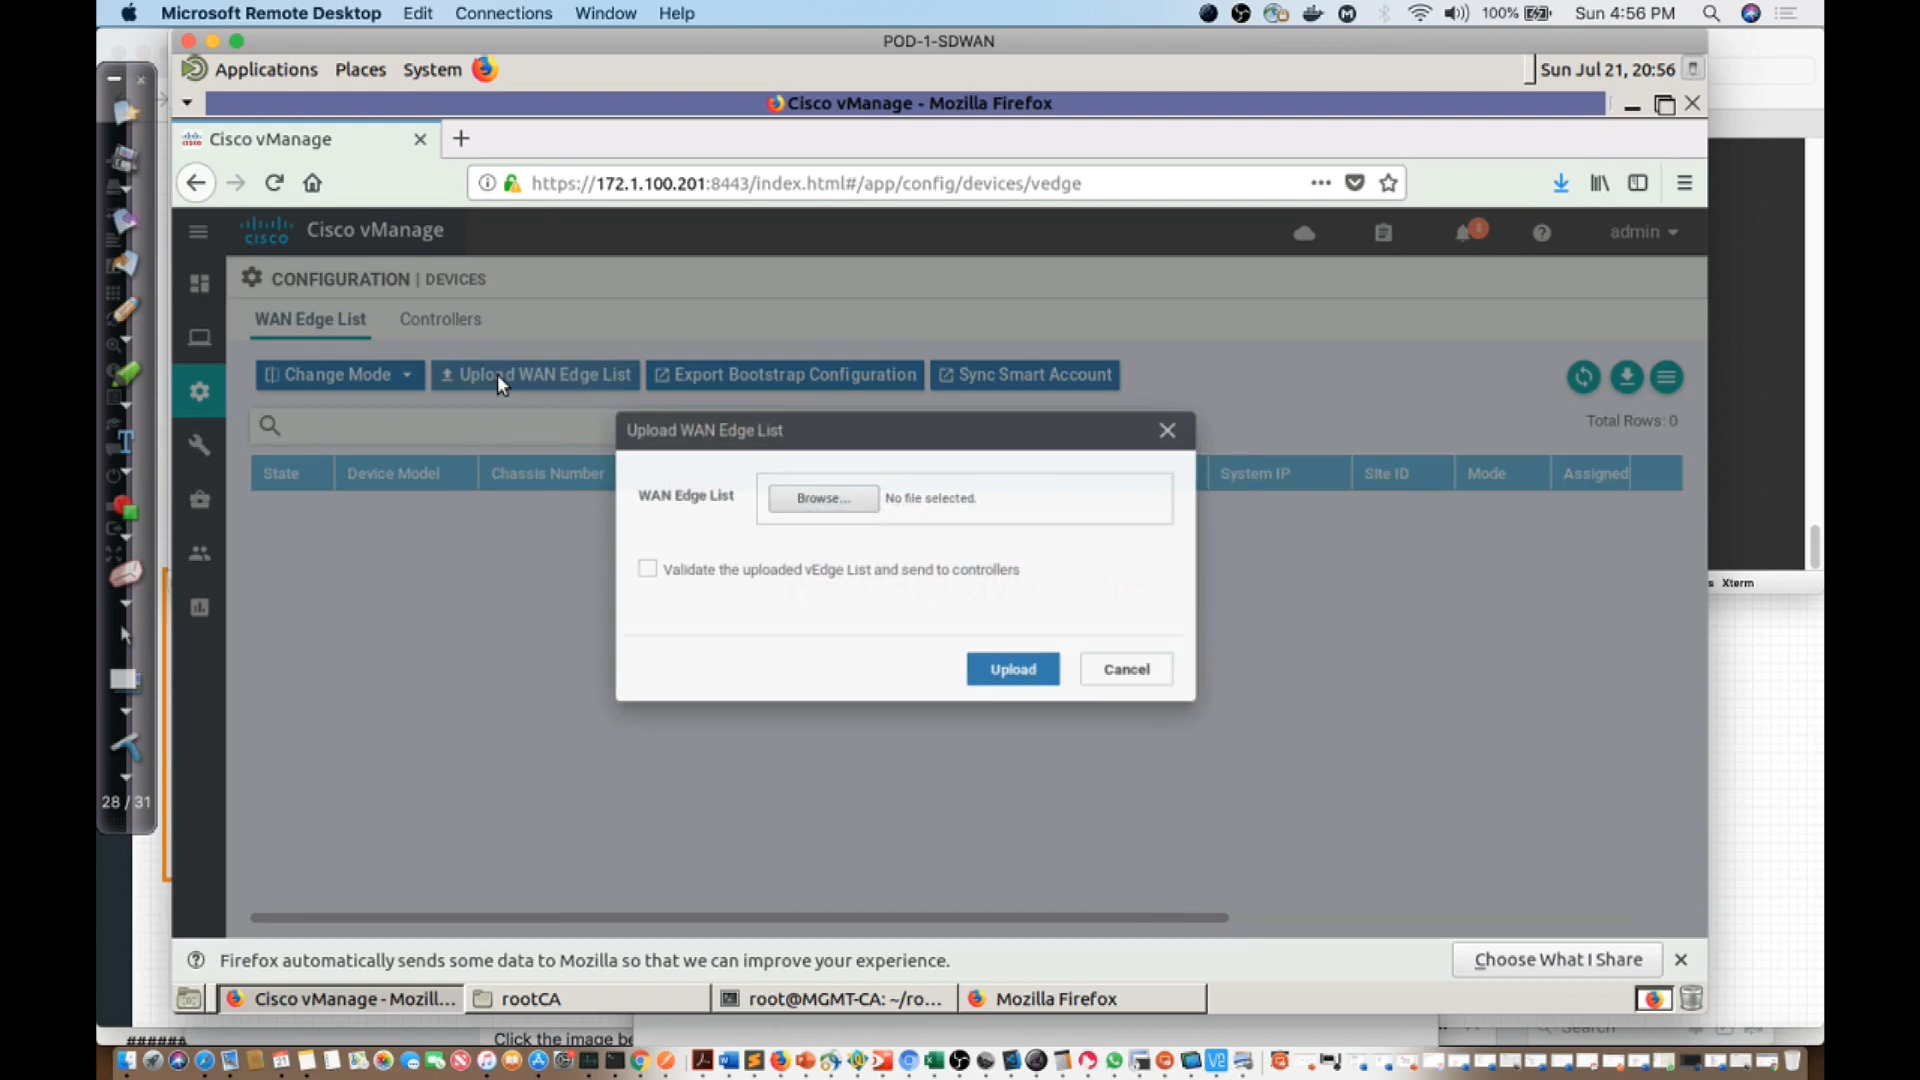 Microsoft Remote Desktop Edit Connections Window Help 100% Sun 4:56 PM
POD-1-SDWAN
Applications Places System Sun Jul 21, 20:56
Cisco vManage - Mozilla Firefox
Cisco vManage
https://172.1.100.201:8443/index.html#/app/config/devices/vedge
CISCO Cisco vManage admin
CONFIGURATION | DEVICES
WAN Edge List Controllers
Change Mode Upload WAN Edge List Export Bootstrap Configuration Sync Smart Account
Total Rows: 0
Upload WAN Edge List
State Device Model Chassis Number System IP Site ID Mode Assigned
WAN Edge List Browse... No file selected.
Validate the uploaded vEdge List and send to controllers
Xterm
Upload Cancel
28 / 31
Firefox automatically sends some data to Mozilla so that we can improve your experience. Choose What I Share
Cisco vManage - Mozill... rootCA root@MGMT-CA: ~/ro... Mozilla Firefox
###### Click the image be Search